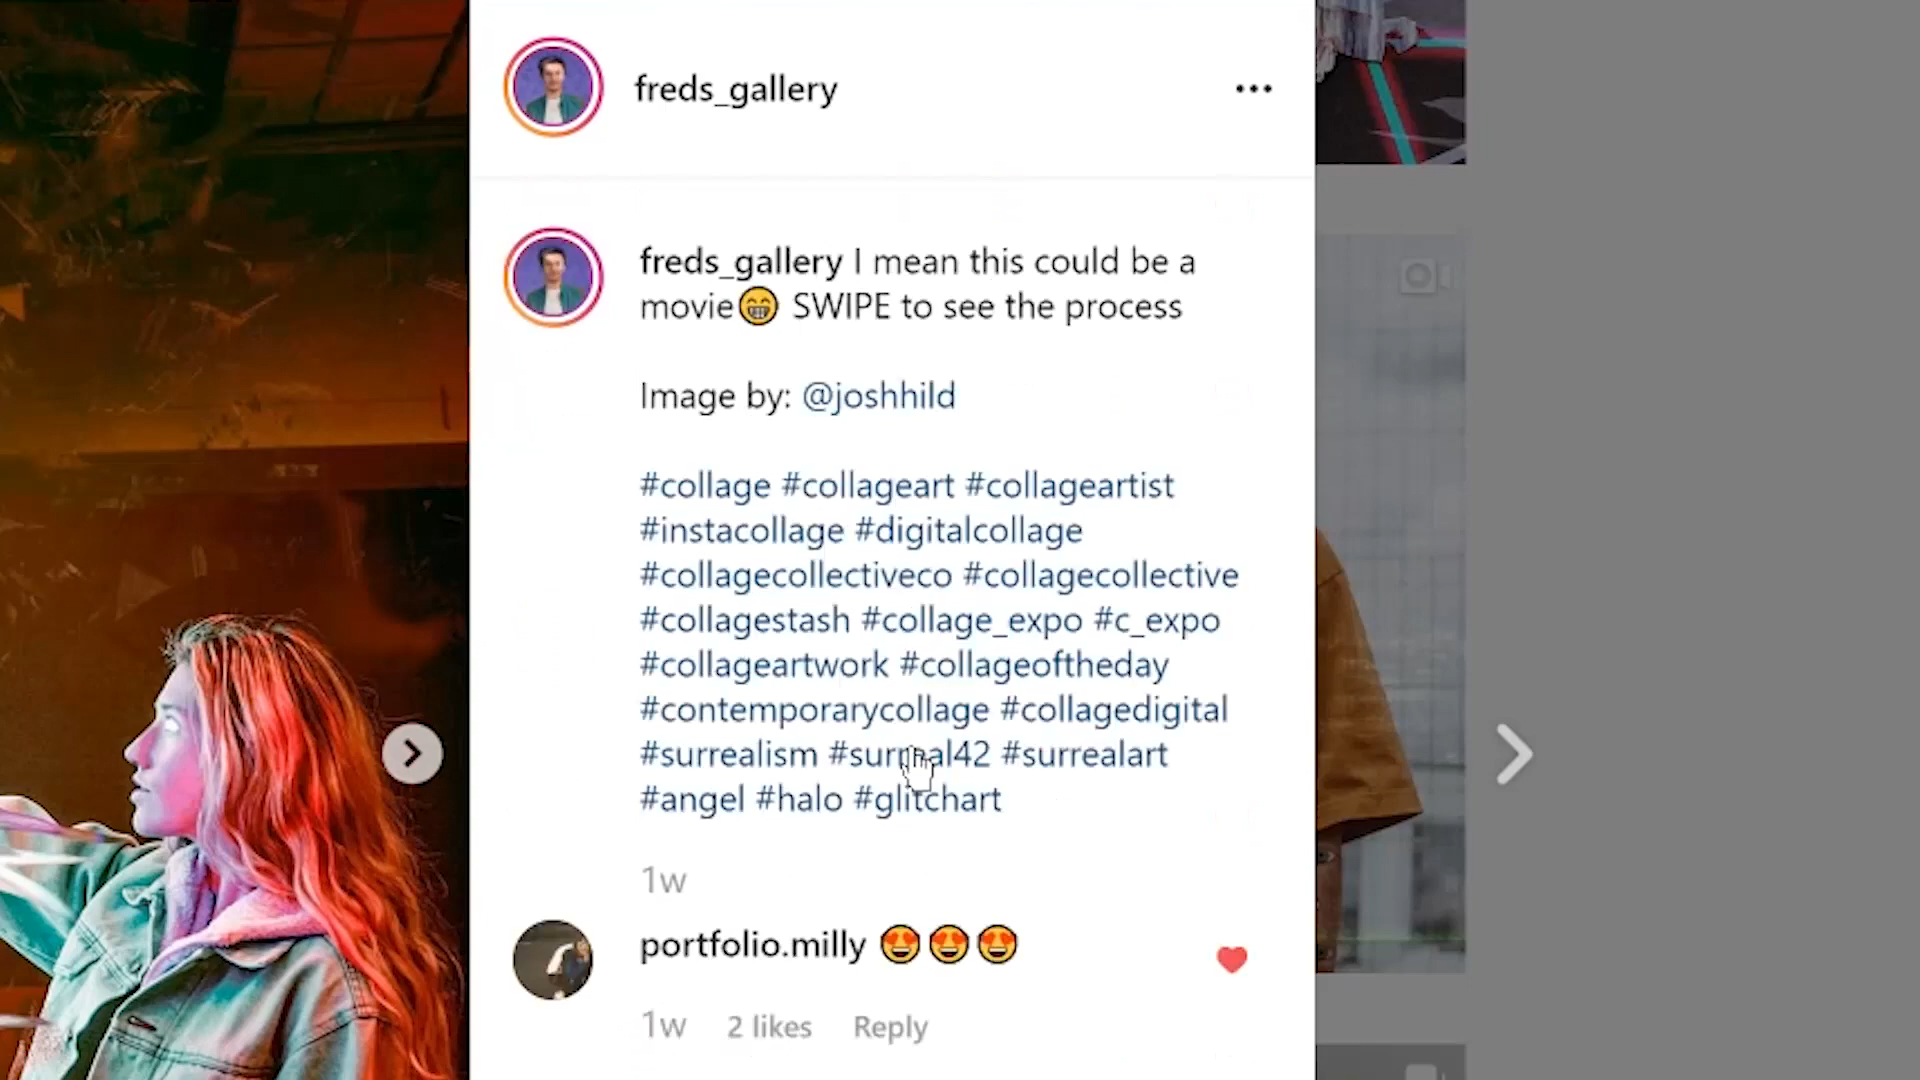 freds_gallery
freds_gallery I mean this could be a
movie😁 SWIPE to see the process
Image by: @joshhild
#collage #collageart #collageartist
#instacollage #digitalcollage
#collagecollectiveco #collagecollective
#collagestash #collage_expo #c_expo
#collageartwork #collageoftheday
#contemporarycollage #collagedigital
#surrealism #surreal42 #surrealart
#angel #halo #glitchart
1w
portfolio.milly 😍😍😍
1w 2 likes Reply